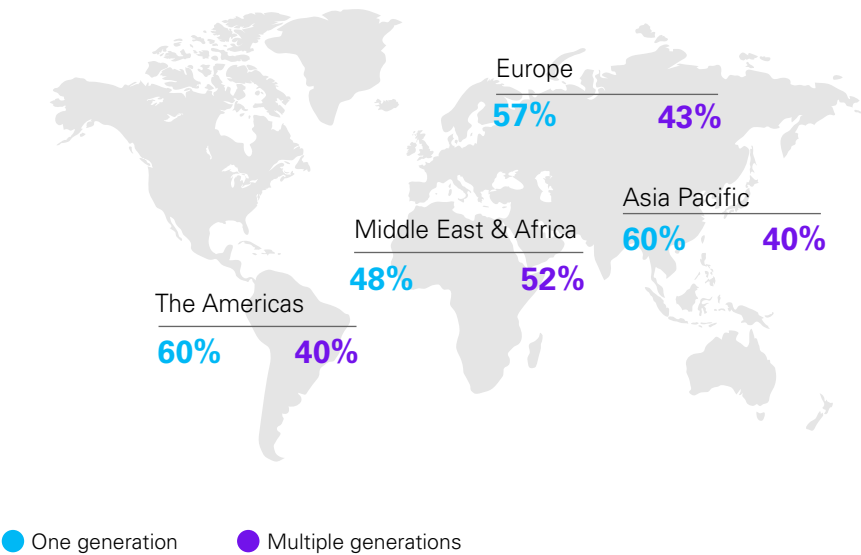 Europe
57% 43%
Asia Pacific
60% 40%
Middle East & Africa
48% 52%
The Americas
60% 40%
One generation Multiple generations